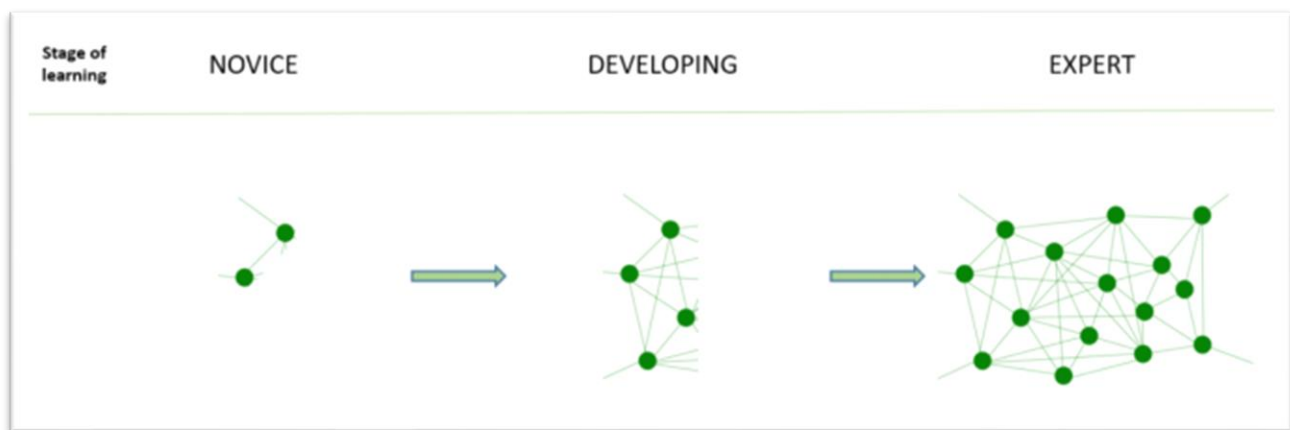 Stage of
learning
NOVICE
DEVELOPING
EXPERT